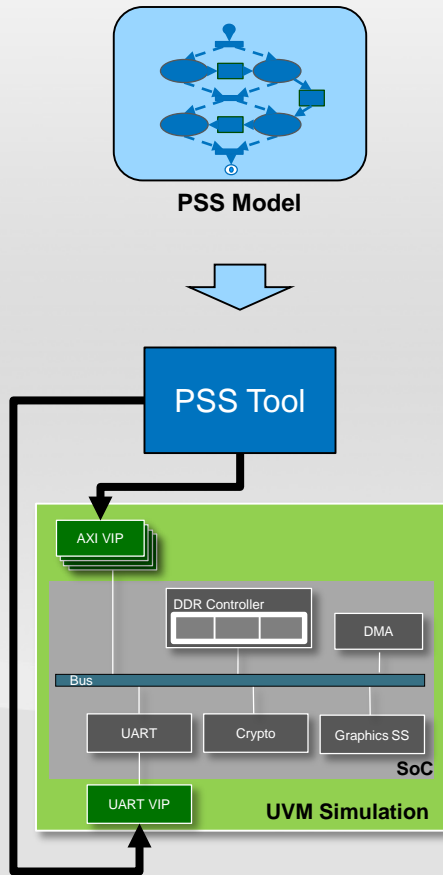 PSS Model
PSS Tool
AXI VIP
DDR Controller
DMA
Bus
UART
Crypto
Graphics SS
SoC
UART VIP
UVM Simulation